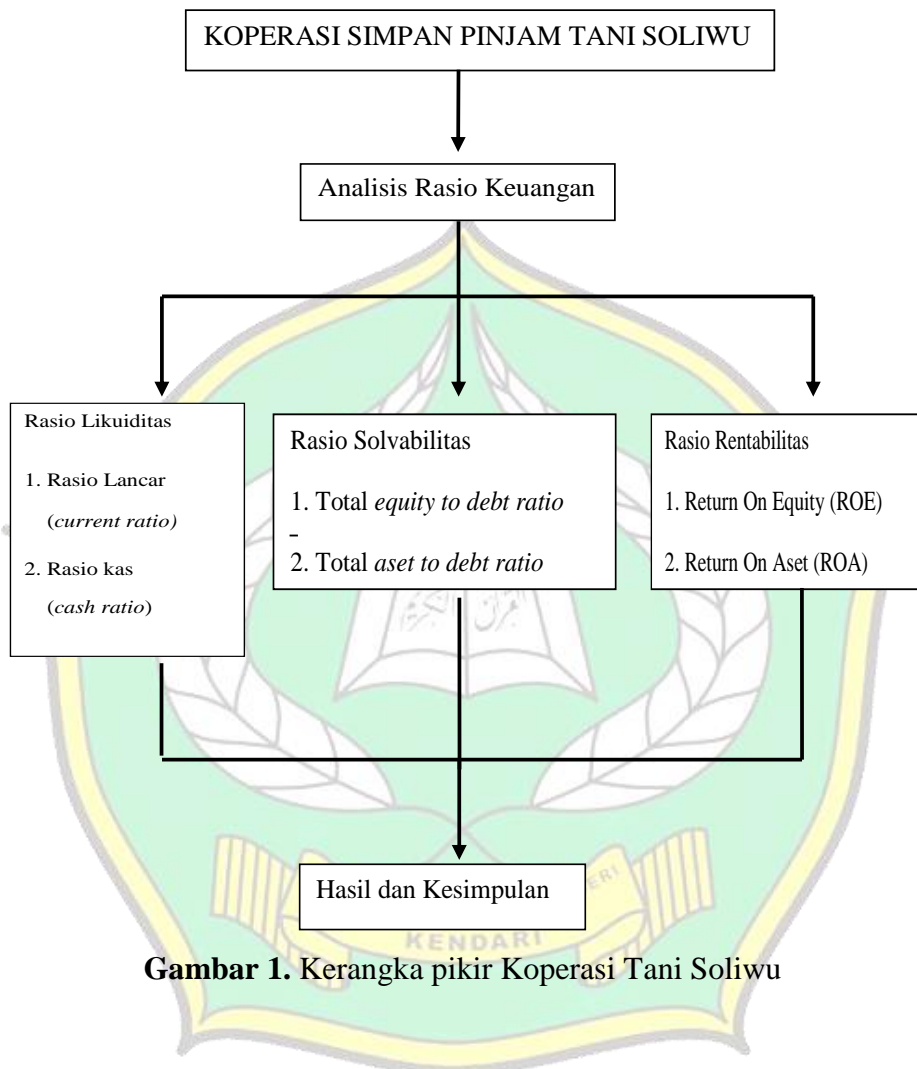 KOPERASI SIMPAN PINJAM TANI SOLIWU
Analisis Rasio Keuangan
Rasio Likuiditas
1. Rasio Lancar
(current ratio)
2. Rasio kas
(cash ratio)
Rasio Solvabilitas
1. Total equity to debt ratio
-
2. Total aset to debt ratio
Rasio Rentabilitas
1. Return On Equity (ROE)
2. Return On Aset (ROA)
Hasil dan Kesimpulan
ERI
KENDARI
Gambar 1. Kerangka pikir Koperasi Tani Soliwu